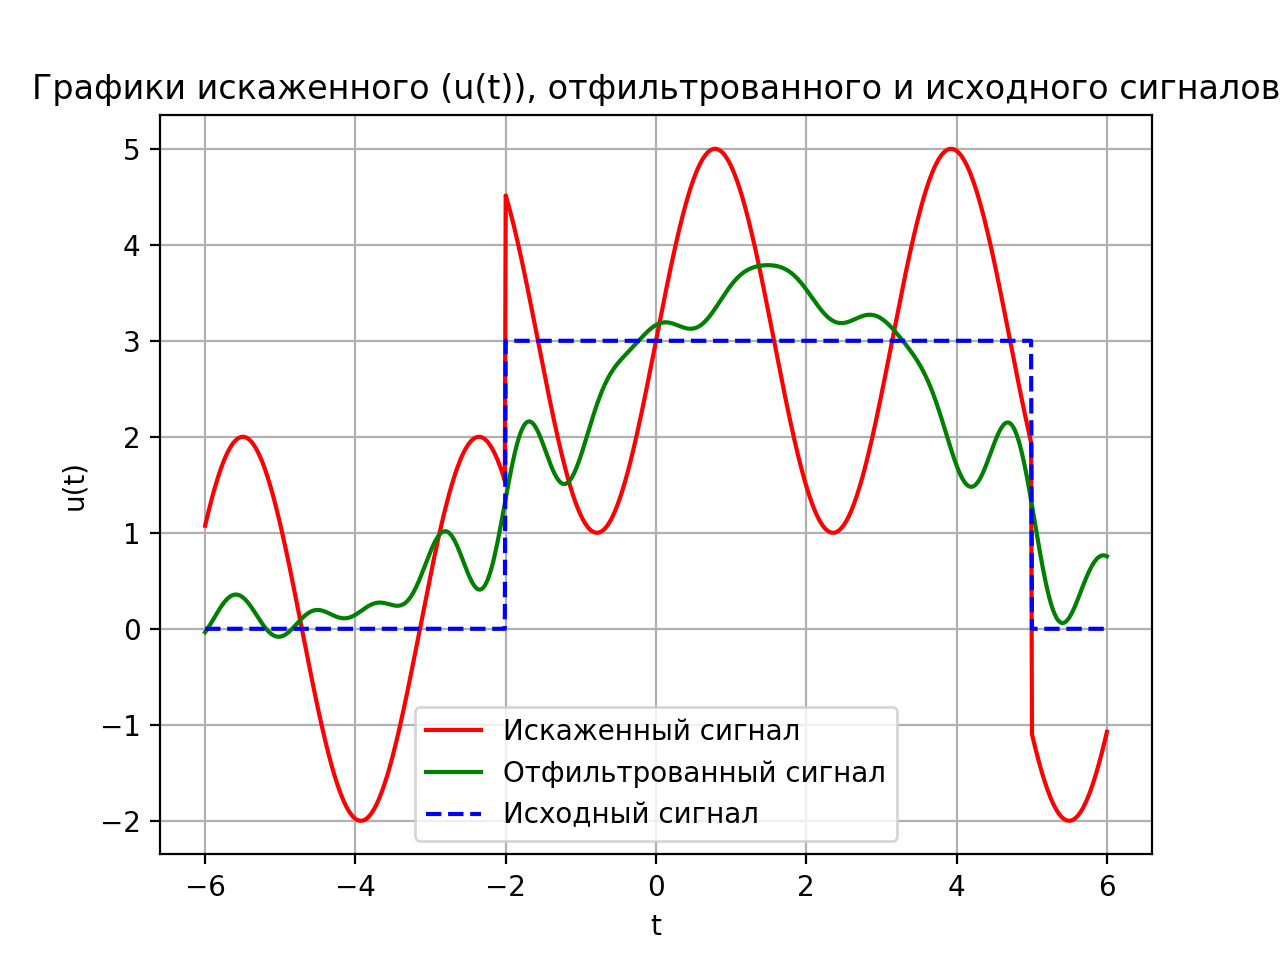 Графики искаженного (u(t)), отфильтрованного и исходного сигналов
5
4
3
2
1
0
−1
−2
u(t)
Искаженный сигнал
Отфильтрованный сигнал
Исходный сигнал
−6 −4 −2 0 2 4 6
t